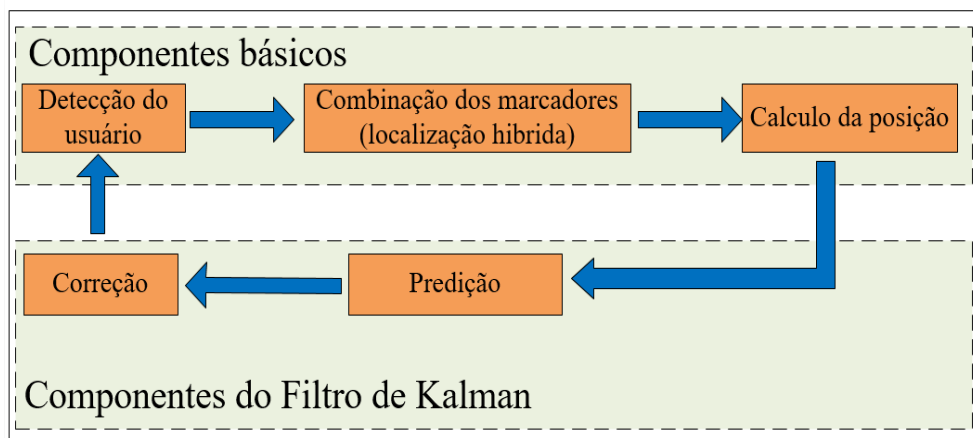 Componentes básicos
Detecção do
usuário
Combinação dos marcadores
(localização hibrida)
Calculo da posição
Correção
Predição
Componentes do Filtro de Kalman